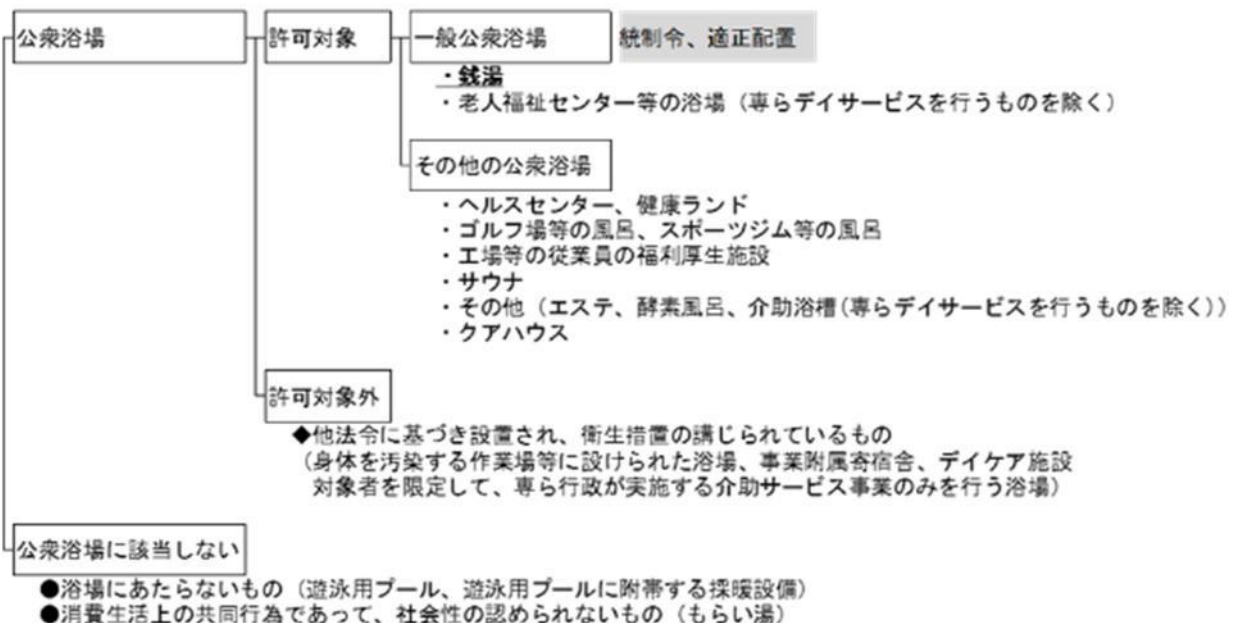 公衆浴場 許可対象 一般公衆浴場 統制令、適正配置
・銭湯
・老人福祉センター等の浴場（専らデイサービスを行うものを除く）
その他の公衆浴場
・ヘルスセンター、健康ランド
・ゴルフ場等の風呂、スポーツジム等の風呂
・工場等の従業員の福利厚生施設
・サウナ
・その他（エステ、酵素風呂、介助浴槽(専らデイサービスを行うものを除く））
・クアハウス
許可対象外
◆他法令に基づき設置され、衛生措置の講じられているもの
（身体を汚染する作業場等に設けられた浴場、事業附属寄宿舎、デイケア施設
対象者を限定して、専ら行政が実施する介助サービス事業のみを行う浴場）
公衆浴場に該当しない
●浴場にあたらないもの（遊泳用プール、遊泳用プールに附帯する採暖設備）
●消費生活上の共同行為であって、社会性の認められないもの（もらい湯）